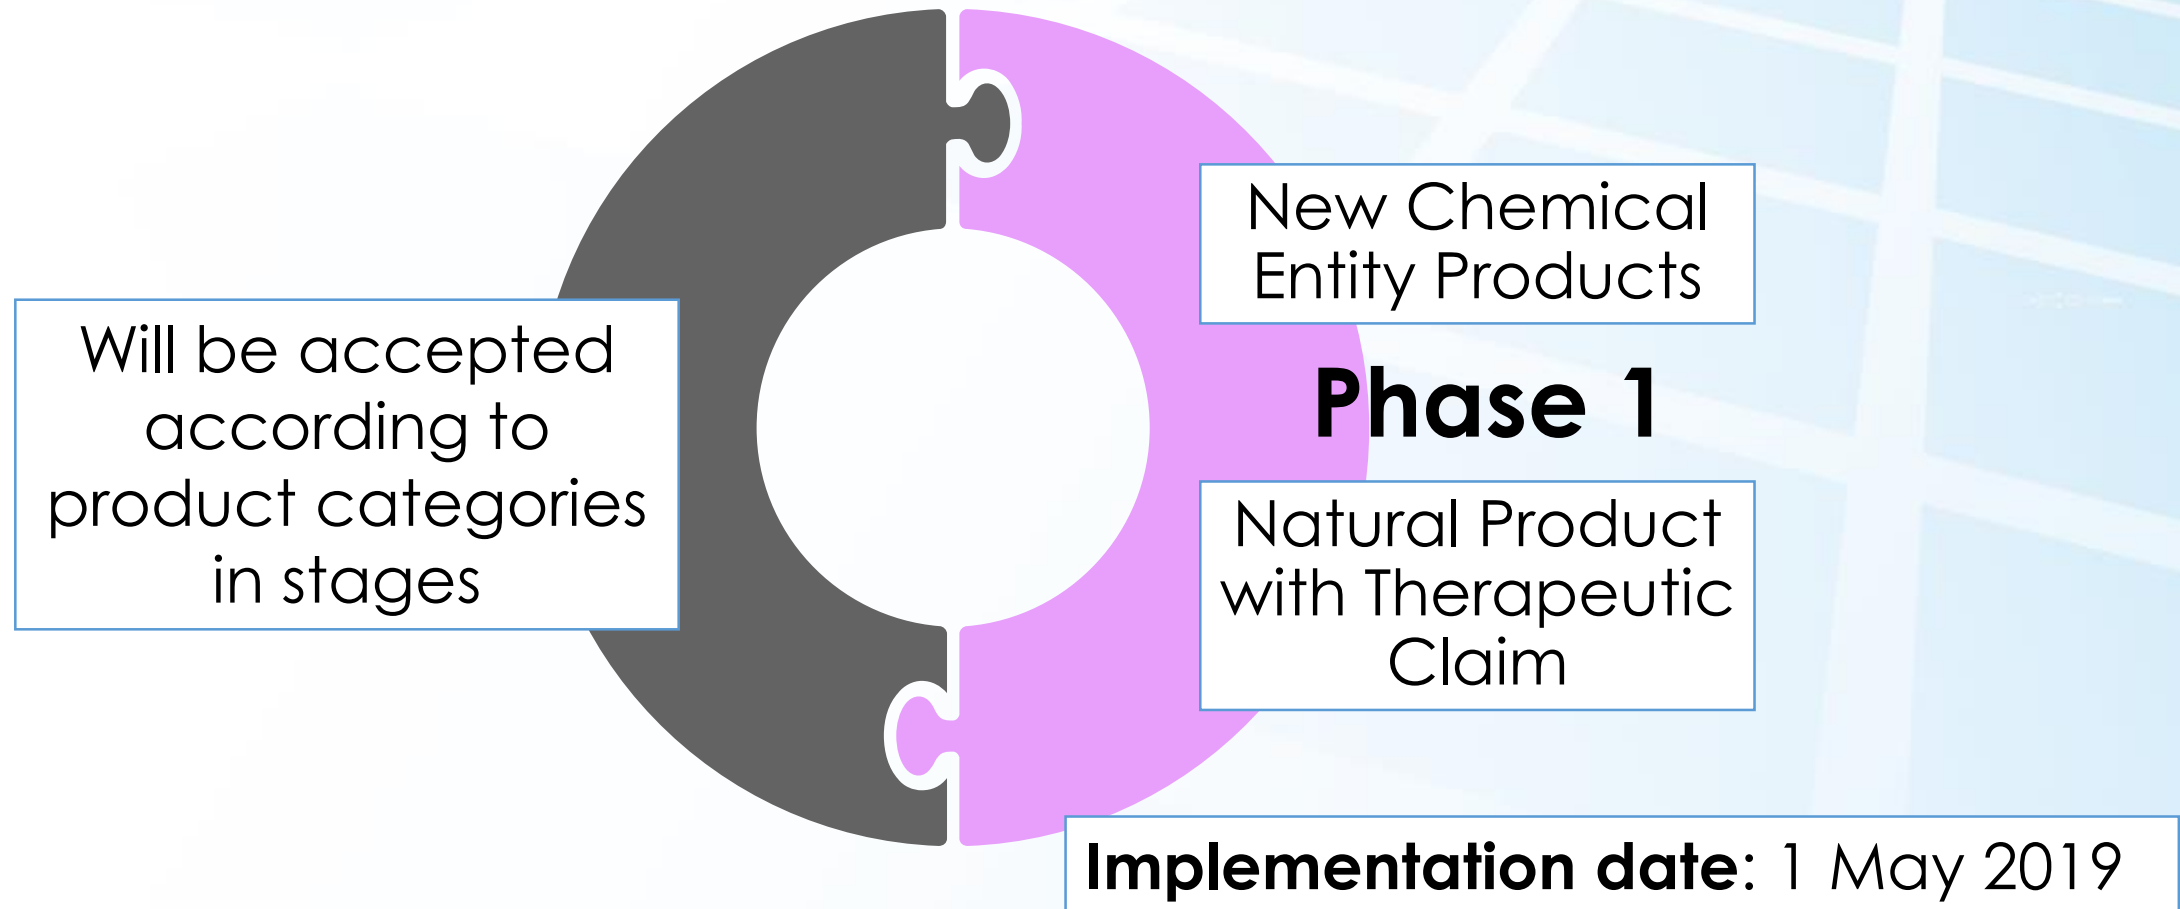 Will be accepted
according to
product categories
in stages
New Chemical
Entity Products
Phase 1
Natural Product
with Therapeutic
Claim
Implementation date: 1 May 2019